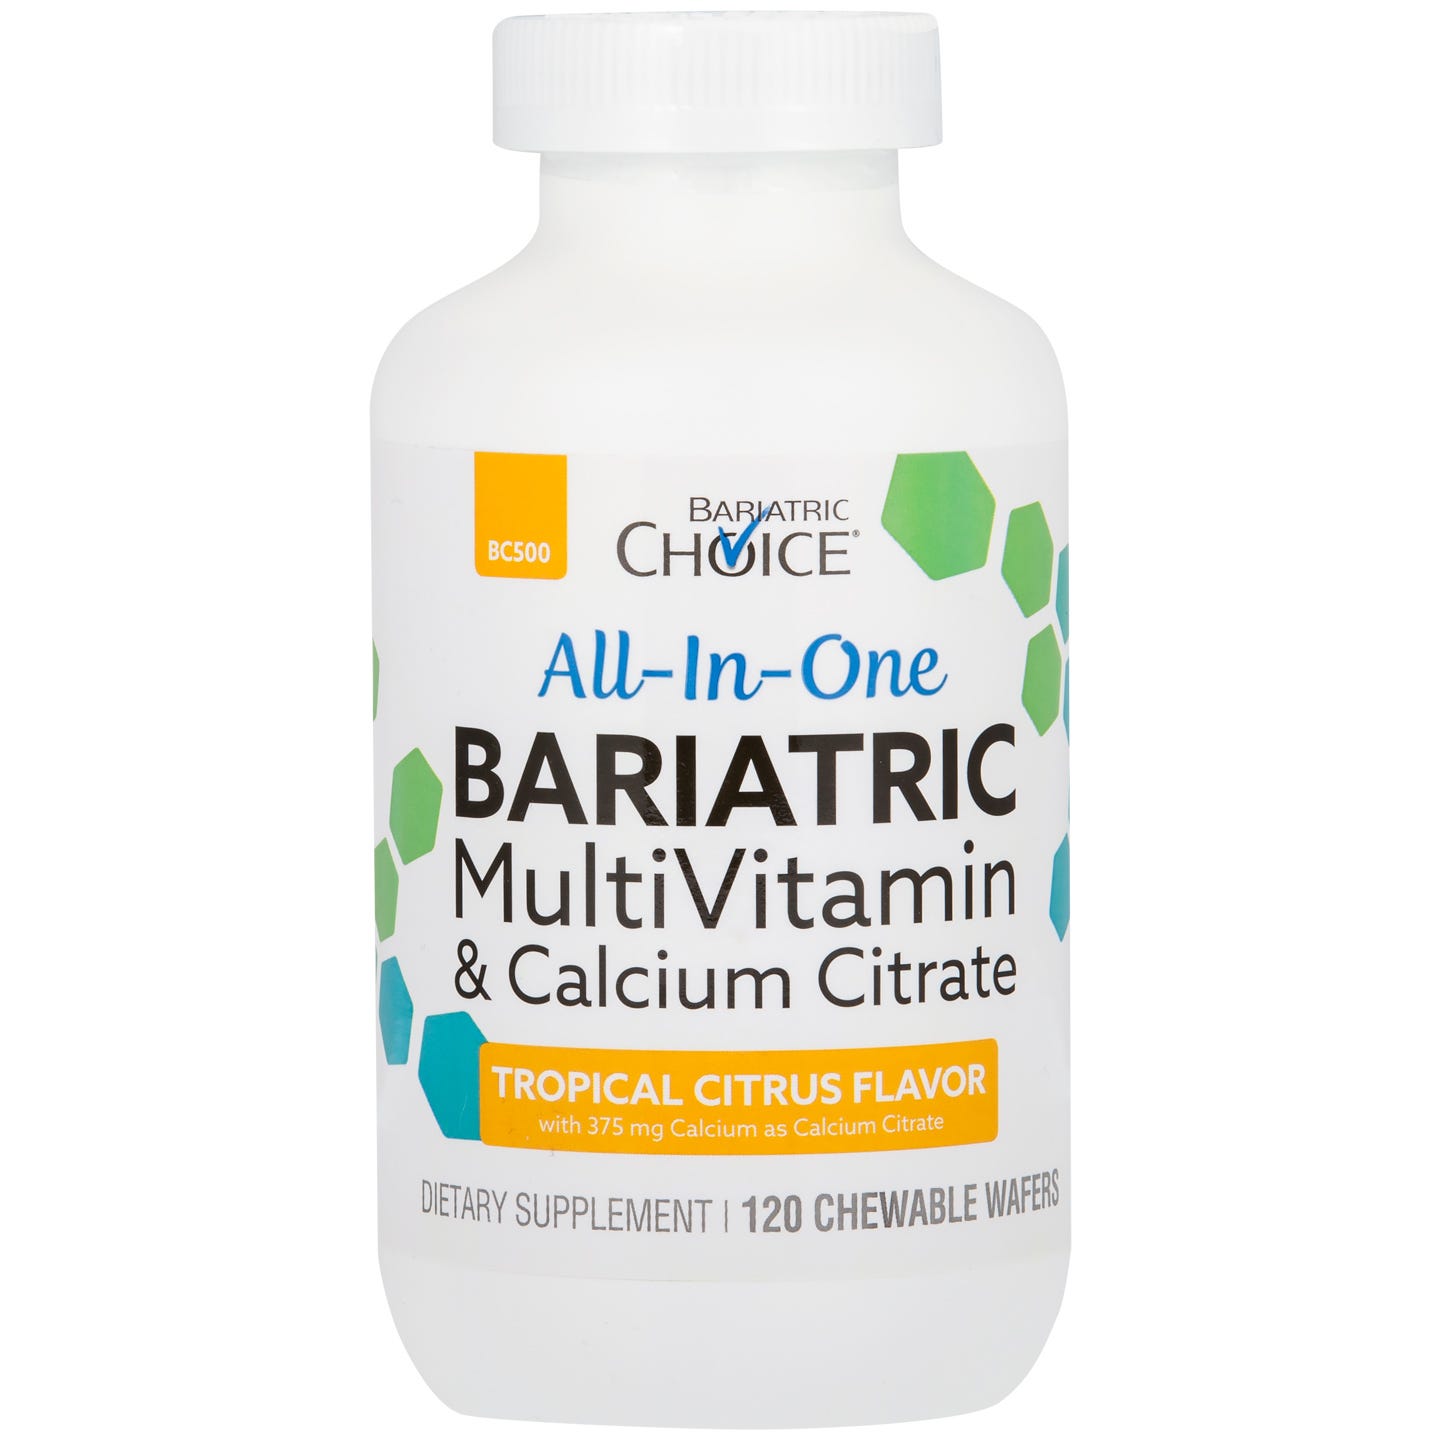 BC500
BARIATRIC
CHOICE®
All-In-One
BARIATRIC
MultiVitamin
& Calcium Citrate
TROPICAL CITRUS FLAVOR
with 375 mg Calcium as Calcium Citrate
DIETARY SUPPLEMENT | 120 CHEWABLE WAFERS